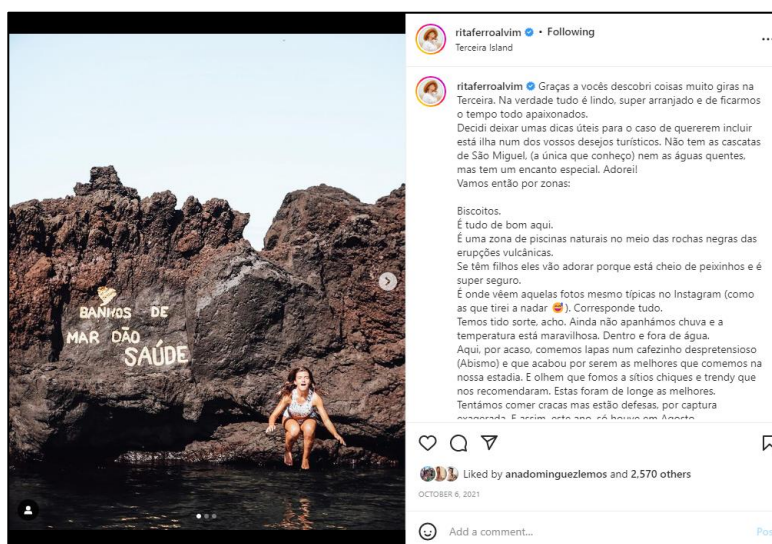 BANHOS DE
MAR DÃO
SAÚDE
ritaferroalvim • Following
Terceira Island
ritaferroalvim Graças a vocês descobri coisas muito giras na
Terceira. Na verdade tudo é lindo, super arranjado e de ficarmos
o tempo todo apaixonados.
Decidi deixar umas dicas úteis para o caso de quererem incluir
está ilha num dos vossos desejos turísticos. Não tem as cascatas
de São Miguel, (a única que conheço) nem as águas quentes,
mas tem um encanto especial. Adorei!
Vamos então por zonas:
Biscoitos.
É tudo de bom aqui.
É uma zona de piscinas naturais no meio das rochas negras das
erupções vulcânicas.
Se têm filhos eles vão adorar porque está cheio de peixinhos e é
super seguro.
É onde vêem aquelas fotos mesmo típicas no Instagram (como
as que tirei a nadar 😅). Corresponde tudo.
Temos tido sorte, acho. Ainda não apanhámos chuva e a
temperatura está maravilhosa. Dentro e fora de água.
Aqui, por acaso, comemos lapas num cafezinho despretensioso
(Abismo) e que acabou por serem as melhores que comemos na
nossa estadia. E olhem que fomos a sítios chiques e trendy que
nos recomendaram. Estas foram de longe as melhores.
Tentámos comer cracas mas estão defesas, por captura
exagerada. E assim, este ano, só houve em Agosto
Liked by anadominguezlemos and 2,570 others
OCTOBER 6, 2021
Add a comment...
Pos